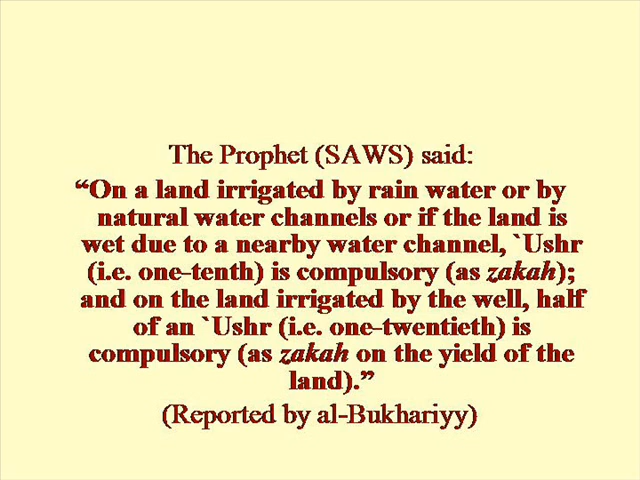 The Prophet (SAWS) said:
“On a land irrigated by rain water or by
natural water channels or if the land is
wet due to a nearby water channel, `Ushr
(i.e. one-tenth) is compulsory (as zakah);
and on the land irrigated by the well, half
of an `Ushr (i.e. one-twentieth) is
compulsory (as zakah on the yield of the
land).”
(Reported by al-Bukhariyy)